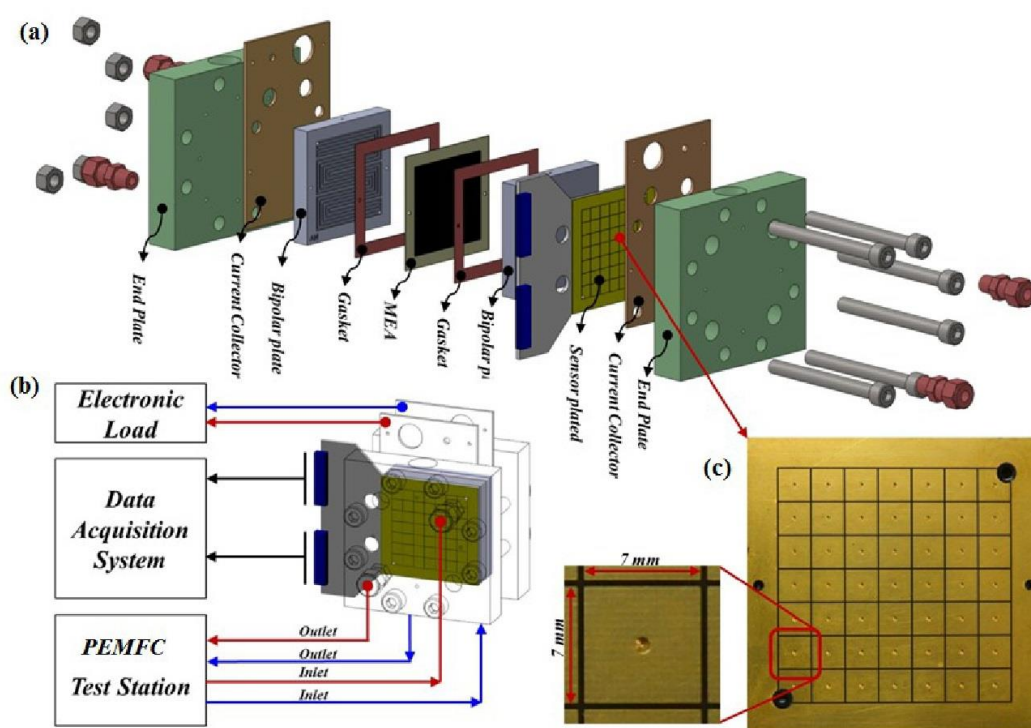 (a)
End Plate
Current Collector
Bipolar plate
Gasket
MEA
Gasket
Bipolar p
Sensor plated
Current Collector
End Plate
(b)
Electronic
Load
Data
Acquisition
System
PEMFC
Test Station
Outlet
Outlet
Inlet
Inlet
(c)
7 mm
7 mm